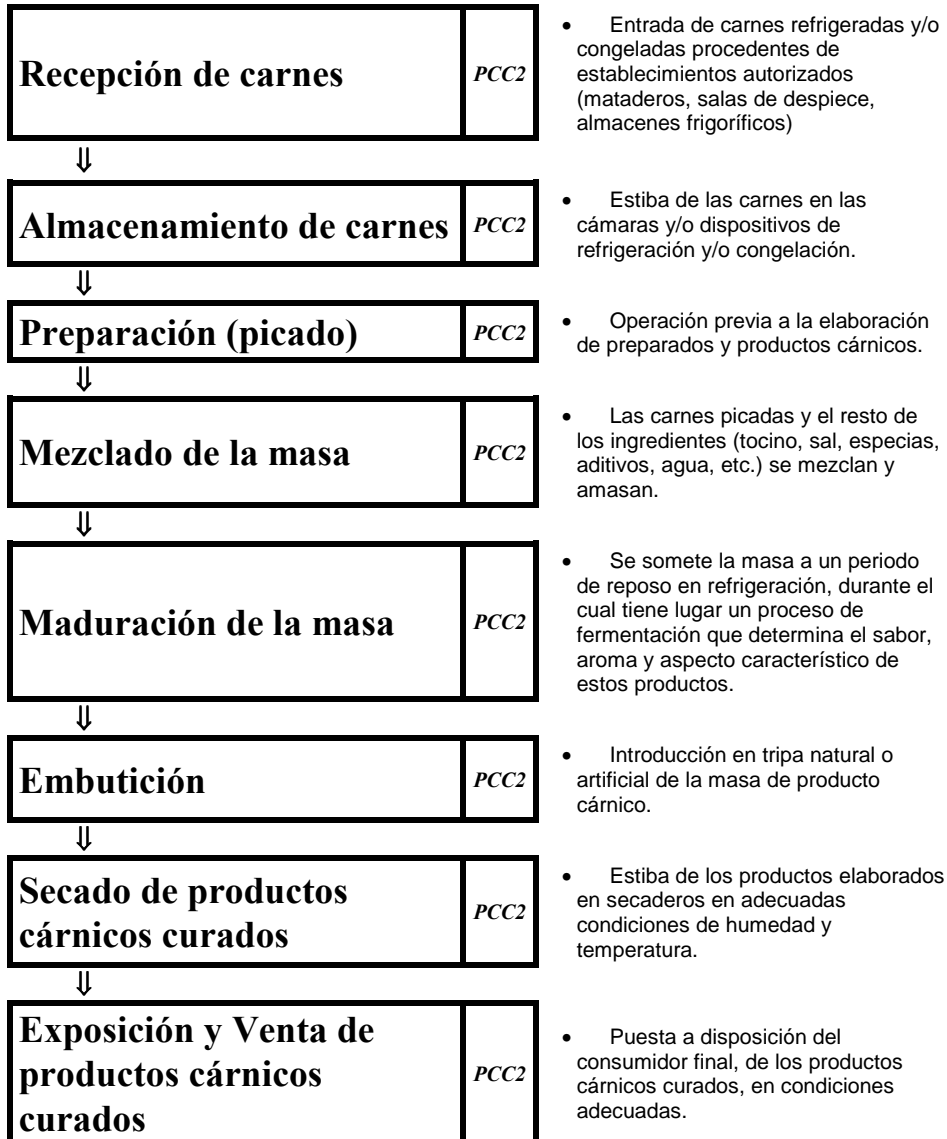 Recepción de carnes
PCC2
• Entrada de carnes refrigeradas y/o
congeladas procedentes de
establecimientos autorizados
(mataderos, salas de despiece,
almacenes frigoríficos)
⇓
Almacenamiento de carnes
PCC2
• Estiba de las carnes en las
cámaras y/o dispositivos de
refrigeración y/o congelación.
⇓
Preparación (picado)
PCC2
• Operación previa a la elaboración
de preparados y productos cárnicos.
⇓
Mezclado de la masa
PCC2
• Las carnes picadas y el resto de
los ingredientes (tocino, sal, especias,
aditivos, agua, etc.) se mezclan y
amasan.
⇓
Maduración de la masa
PCC2
• Se somete la masa a un periodo
de reposo en refrigeración, durante el
cual tiene lugar un proceso de
fermentación que determina el sabor,
aroma y aspecto característico de
estos productos.
⇓
Embutición
PCC2
• Introducción en tripa natural o
artificial de la masa de producto
cárnico.
⇓
Secado de productos
cárnicos curados
PCC2
• Estiba de los productos elaborados
en secaderos en adecuadas
condiciones de humedad y
temperatura.
⇓
Exposición y Venta de
productos cárnicos
curados
PCC2
• Puesta a disposición del
consumidor final, de los productos
cárnicos curados, en condiciones
adecuadas.